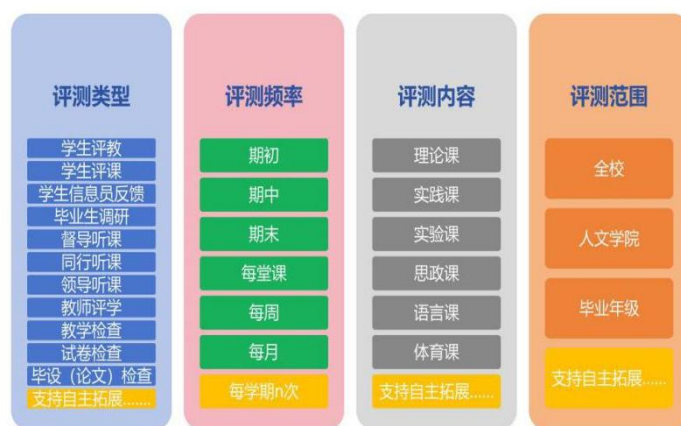 评测类型
学生评教
学生评课
学生信息员反馈
毕业生调研
督导听课
同行听课
领导听课
教师评学
教学检查
试卷检查
毕设（论文）检查
支持自主拓展.......
评测频率
期初
期中
期末
每堂课
每周
每月
每学期n次
评测内容
理论课
实践课
实验课
思政课
语言课
体育课
支持自主拓展......
评测范围
全校
人文学院
毕业年级
支持自主拓展......